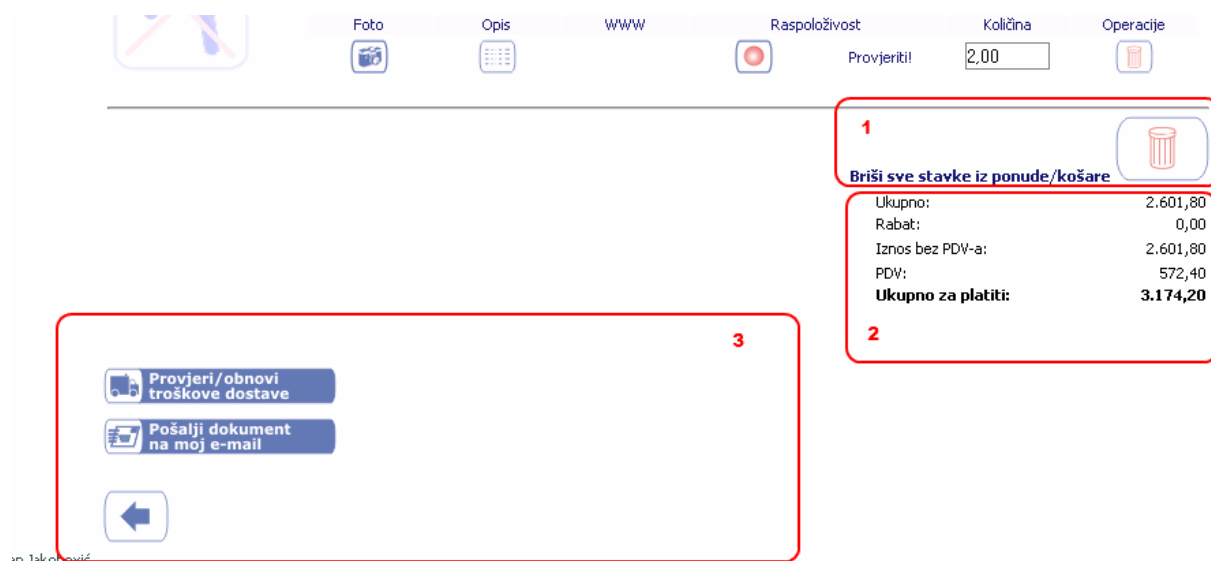 Foto Opis WWW Raspoloživost Količina Operacije
Provjeriti! 2,00
1
Briši sve stavke iz ponude/košare
Ukupno: 2.601,80
Rabat: 0,00
Iznos bez PDV-a: 2.601,80
PDV: 572,40
Ukupno za platiti: 3.174,20
2
3
Provjeri/obnovi
troškove dostave
Pošalji dokument
na moj e-mail